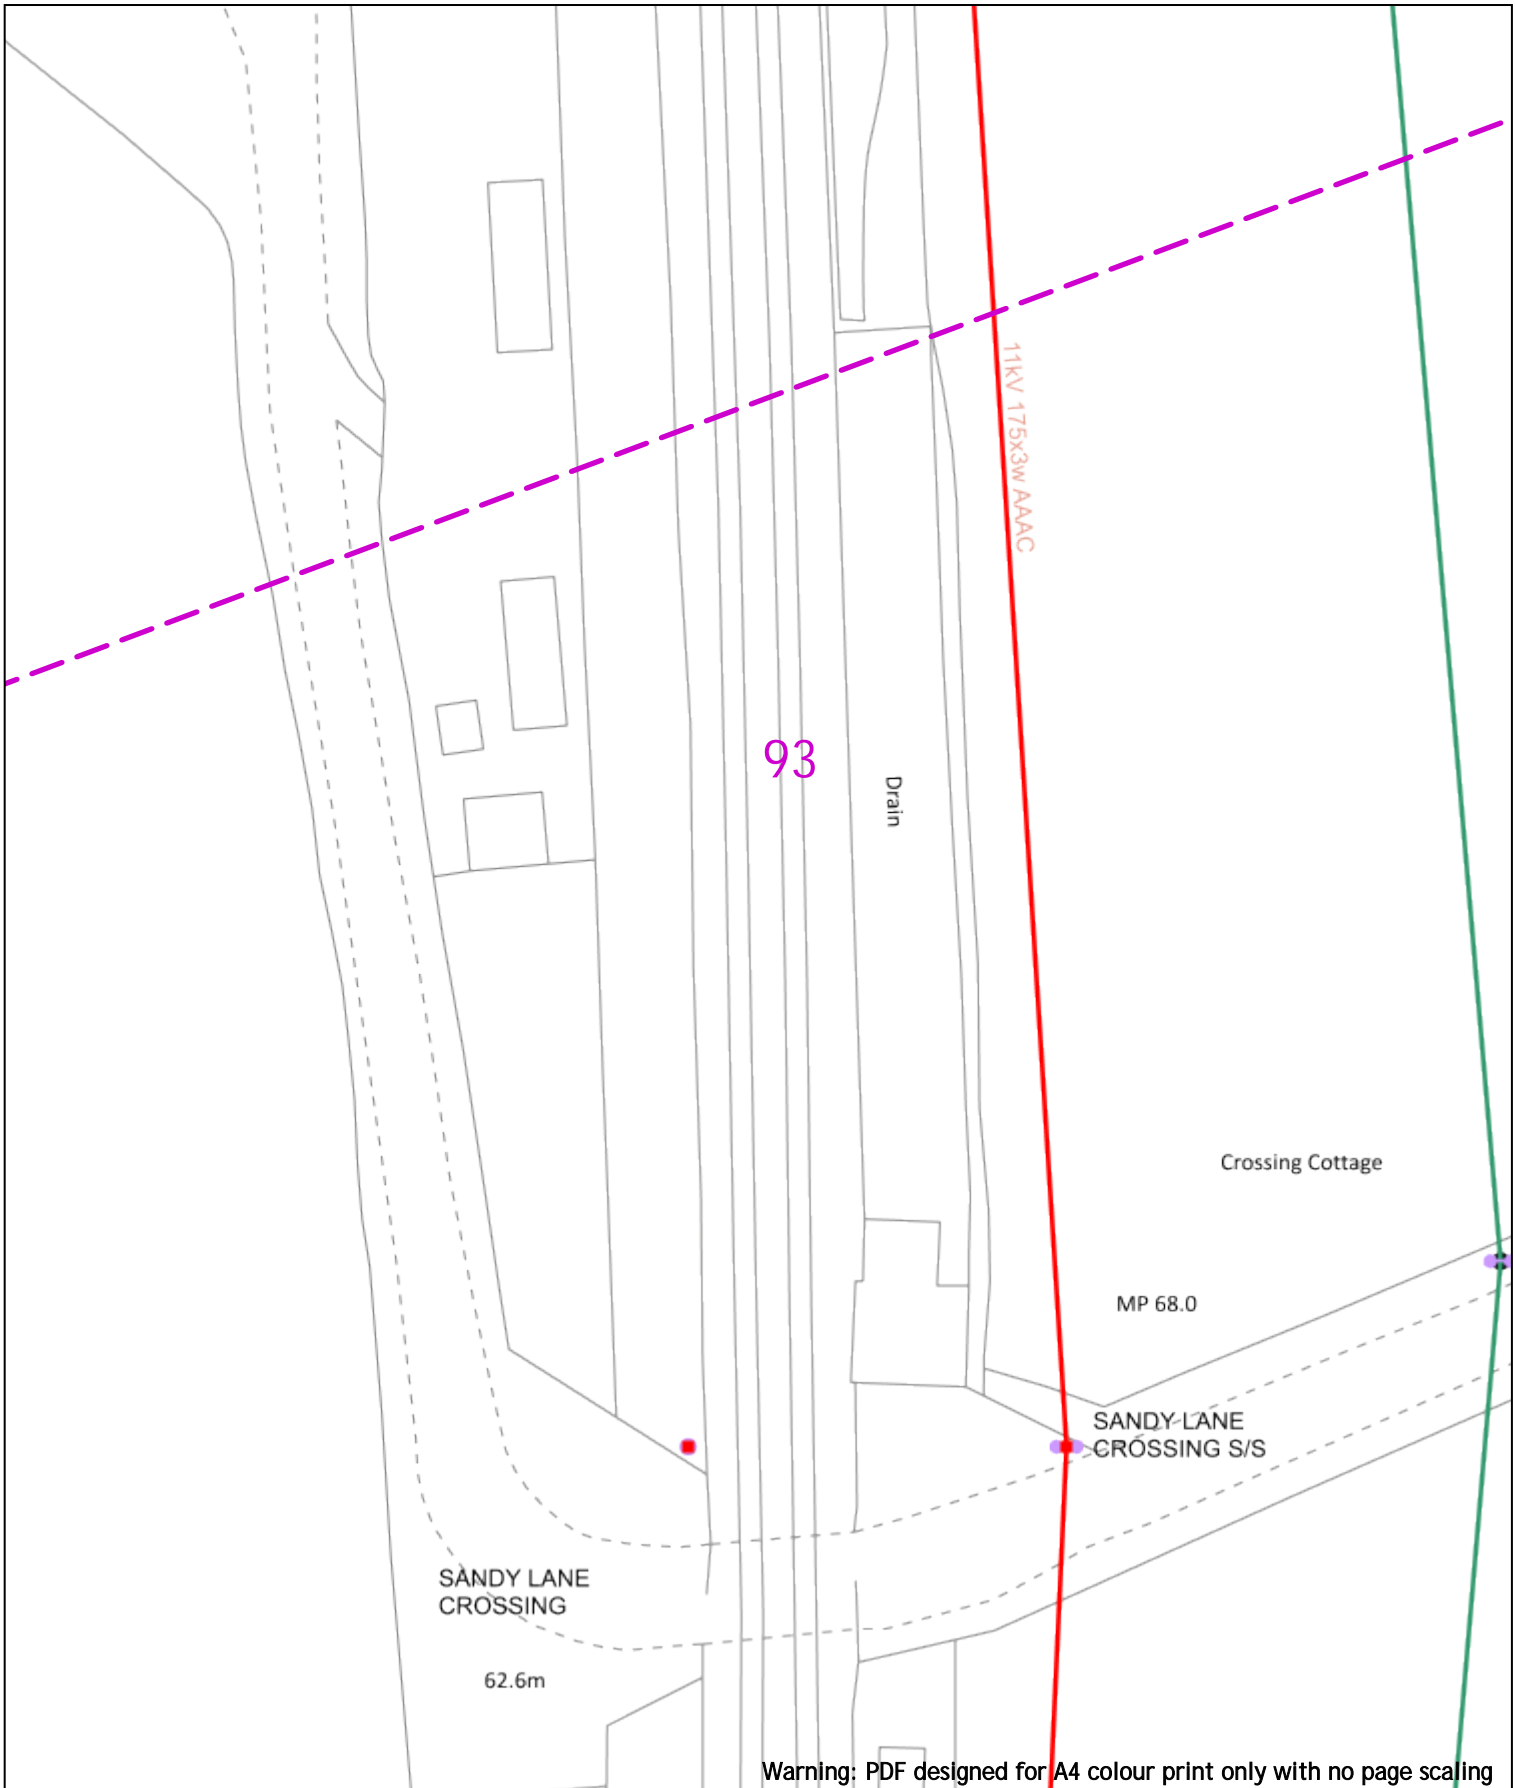 11kV 175x3w AAAC
93
Drain
Crossing Cottage
MP 68.0
SANDY LANE
CROSSING S/S
SANDY LANE
CROSSING
62.6m
Warning: PDF designed for A4 colour print only with no page scaling